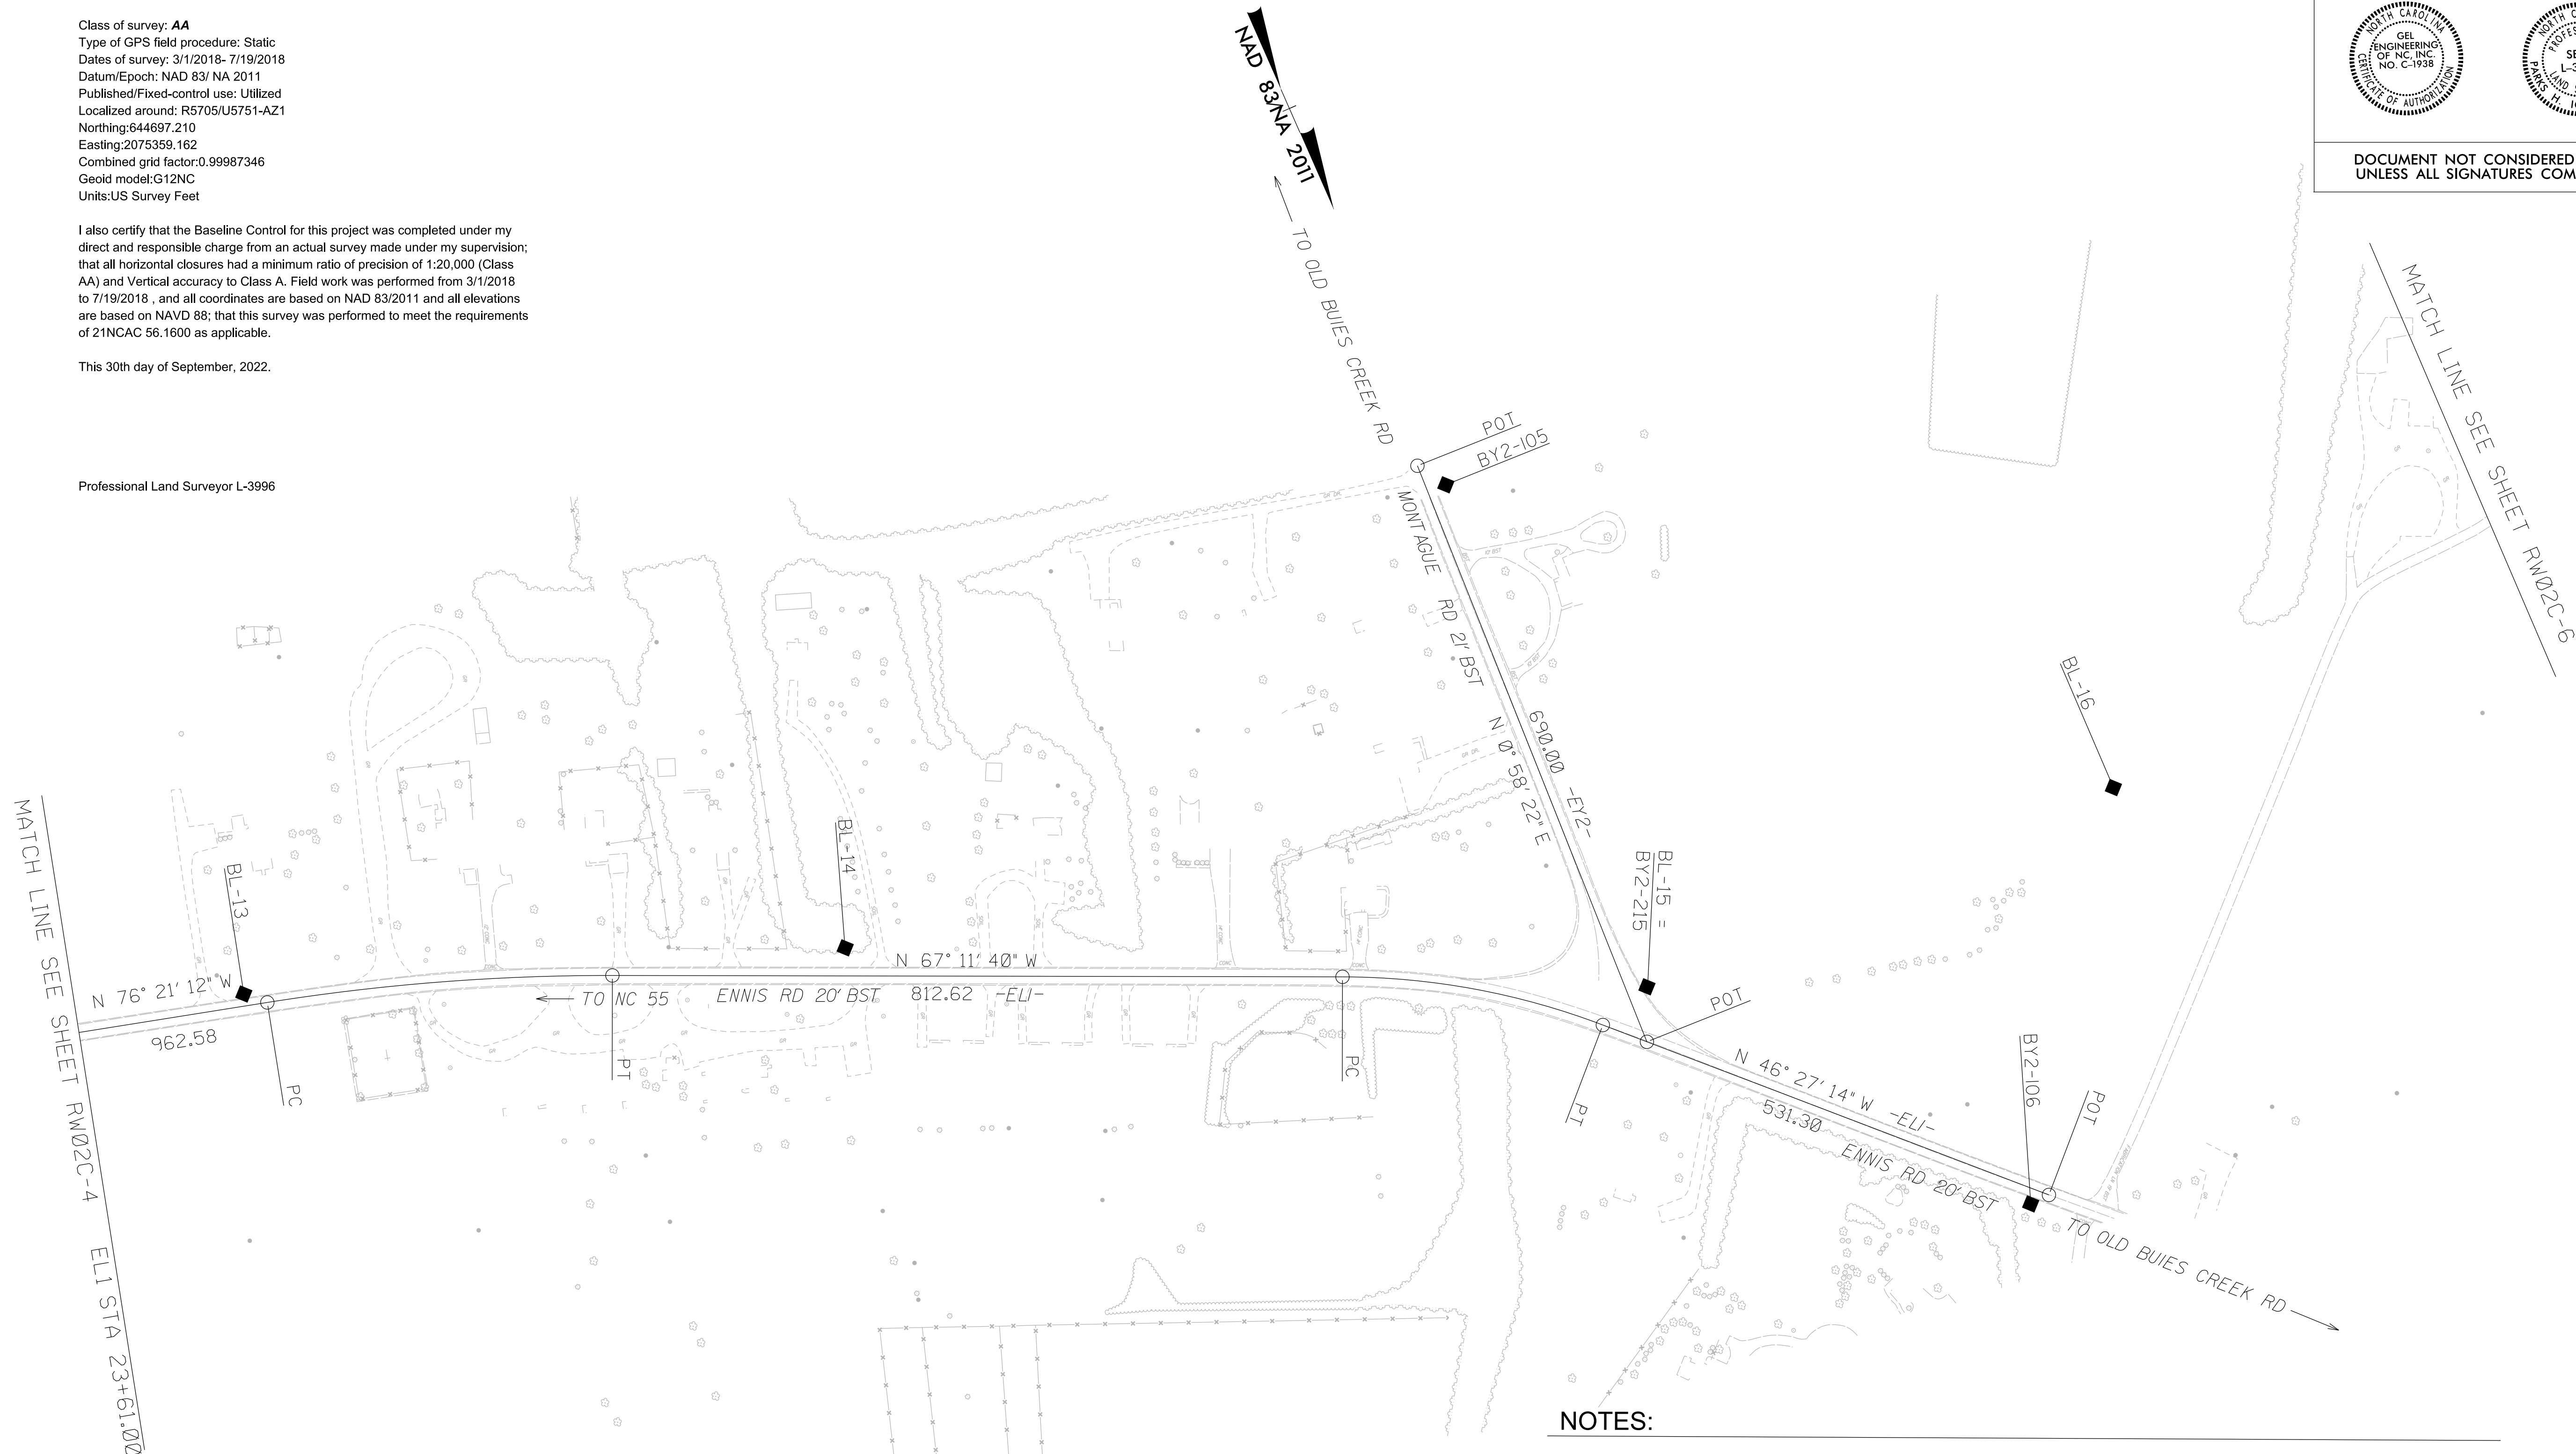 Class of survey: AA
Type of GPS field procedure: Static
Dates of survey: 3/1/2018- 7/19/2018
Datum/Epoch: NAD 83/ NA 2011
Published/Fixed-control use: Utilized
Localized around: R5705/U5751-AZ1
Northing:644697.210
Easting:2075359.162
Combined grid factor:0.99987346
Geoid model:G12NC
Units:US Survey Feet
I also certify that the Baseline Control for this project was completed under my
direct and responsible charge from an actual survey made under my supervision;
that all horizontal closures had a minimum ratio of precision of 1:20,000 (Class
AA) and Vertical accuracy to Class A. Field work was performed from 3/1/2018
to 7/19/2018 , and all coordinates are based on NAD 83/2011 and all elevations
are based on NAVD 88; that this survey was performed to meet the requirements
of 21NCAC 56.1600 as applicable.
This 30th day of September, 2022.
Professional Land Surveyor L-3996
NAD 83/NA 2011
NORTH CAROLINA
GEL
ENGINEERING
OF NC, INC.
NO. C-1938
CERTIFICATE OF AUTHORIZATION
NORTH C
PROFES
SE
L-3
LAND
PARKS H.
DOCUMENT NOT CONSIDERED
UNLESS ALL SIGNATURES COM
TO OLD BUIES CREEK RD
MATCH LINE SEE SHEET RW02C-6
POT
BY2-105
MONTAGUE RD 21' BST
690.00 -EY2-
N 0° 58' 22" E
BL-16
BL-15 =
BY2-215
BL-14
BL-13
MATCH LINE SEE SHEET RW02C-4 EL1 STA 23+61.00
N 76° 21' 12" W
962.58
PC
PT
N 67° 11' 40" W
TO NC 55
ENNIS RD 20' BST
812.62 -EL1-
PC
PT
POT
N 46° 27' 14" W -EL1-
531.30
ENNIS RD 20' BST
BY2-106
POT
TO OLD BUIES CREEK RD
NOTES: